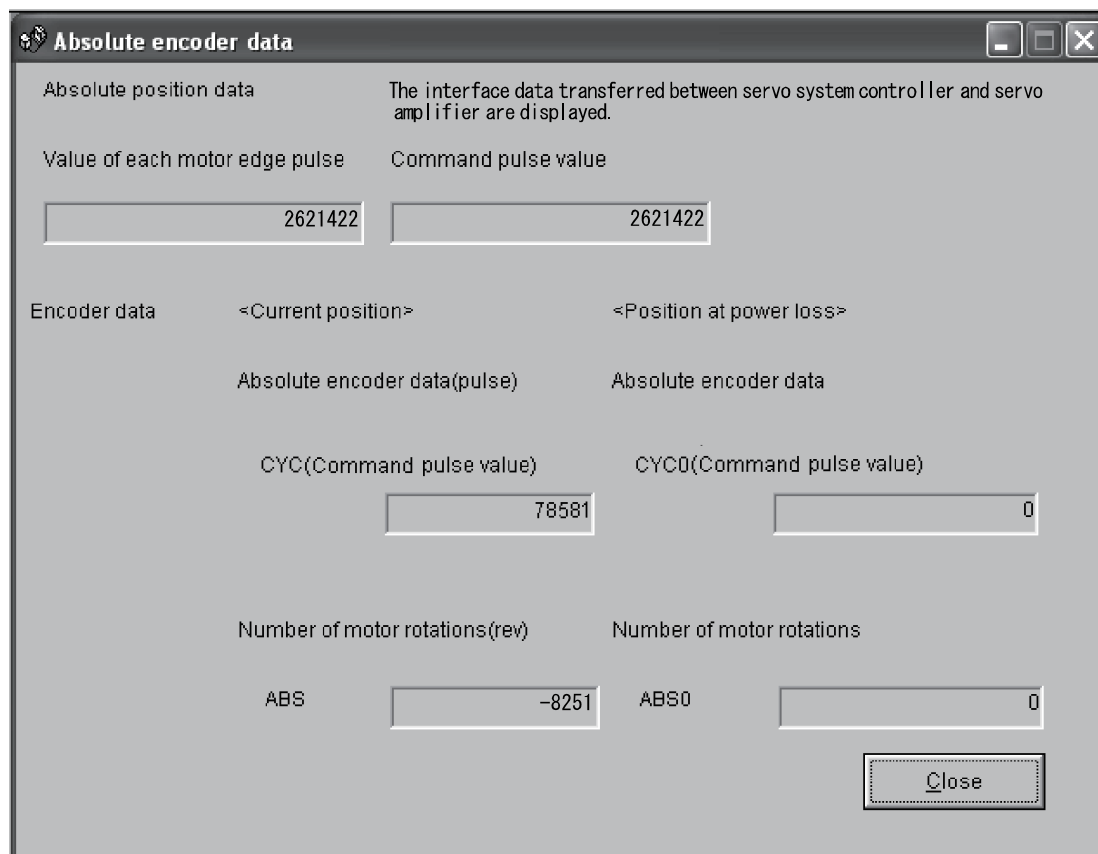 Absolute encoder data
Absolute position data
The interface data transferred between servo system controller and servo
amplifier are displayed.
Value of each motor edge pulse Command pulse value
2621422 2621422
Encoder data <Current position> <Position at power loss>
Absolute encoder data(pulse) Absolute encoder data
CYC(Command pulse value) CYC0(Command pulse value)
78581 0
Number of motor rotations(rev) Number of motor rotations
ABS -8251 ABS0 0
Close